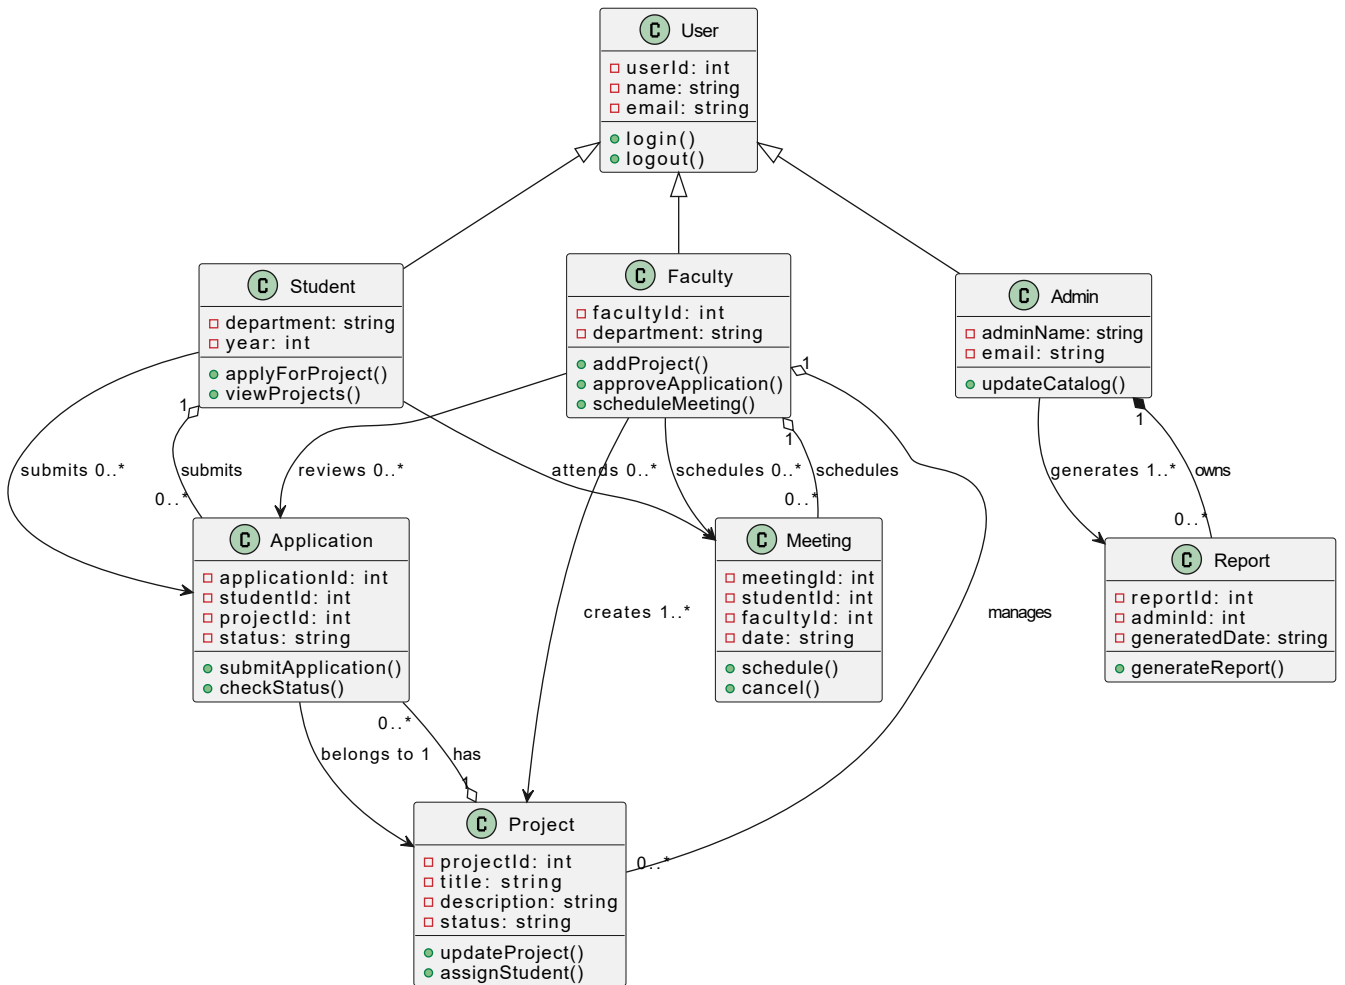 C User
userId: int
name: string
email: string
login()
logout()
C Student
department: string
year: int
applyForProject()
viewProjects()
C Faculty
facultyId: int
department: string
addProject()
approveApplication()
scheduleMeeting()
C Admin
adminName: string
email: string
updateCatalog()
1
1
1
1
submits 0..*
submits
0..*
reviews 0..*
attends 0..*
schedules 0..*
schedules
0..*
generates 1..*
owns
0..*
C Application
applicationId: int
studentId: int
projectId: int
status: string
submitApplication()
checkStatus()
C Meeting
meetingId: int
studentId: int
facultyId: int
date: string
schedule()
cancel()
C Report
reportId: int
adminId: int
generatedDate: string
generateReport()
creates 1..*
manages
0..*
belongs to 1
has
1
0..*
C Project
projectId: int
title: string
description: string
status: string
updateProject()
assignStudent()